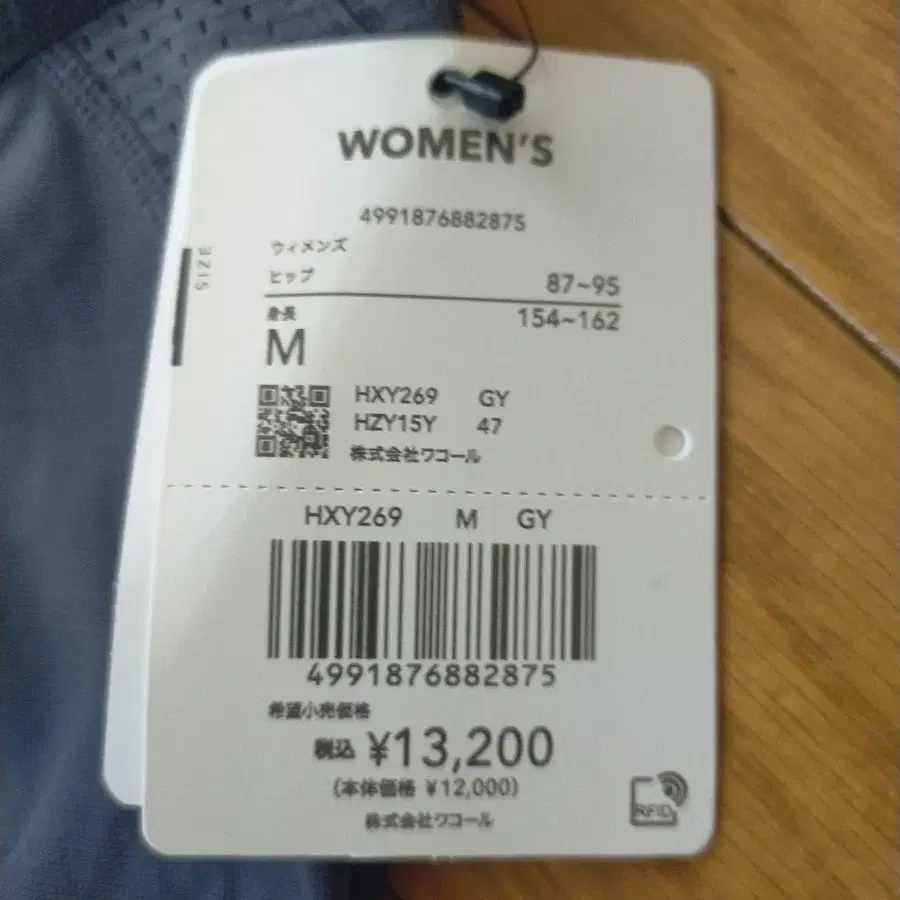 WOMEN'S
4991876882875
ウィメンズ
ヒップ 87~95
身長 154~162
M
3Z15
HXY269 GY
HZY15Y 47
株式会社ワコール
HXY269 M GY
4991876882875
希望小売価格
税込 ¥13,200
(本体価格 ¥12,000)
株式会社ワコール
RFID